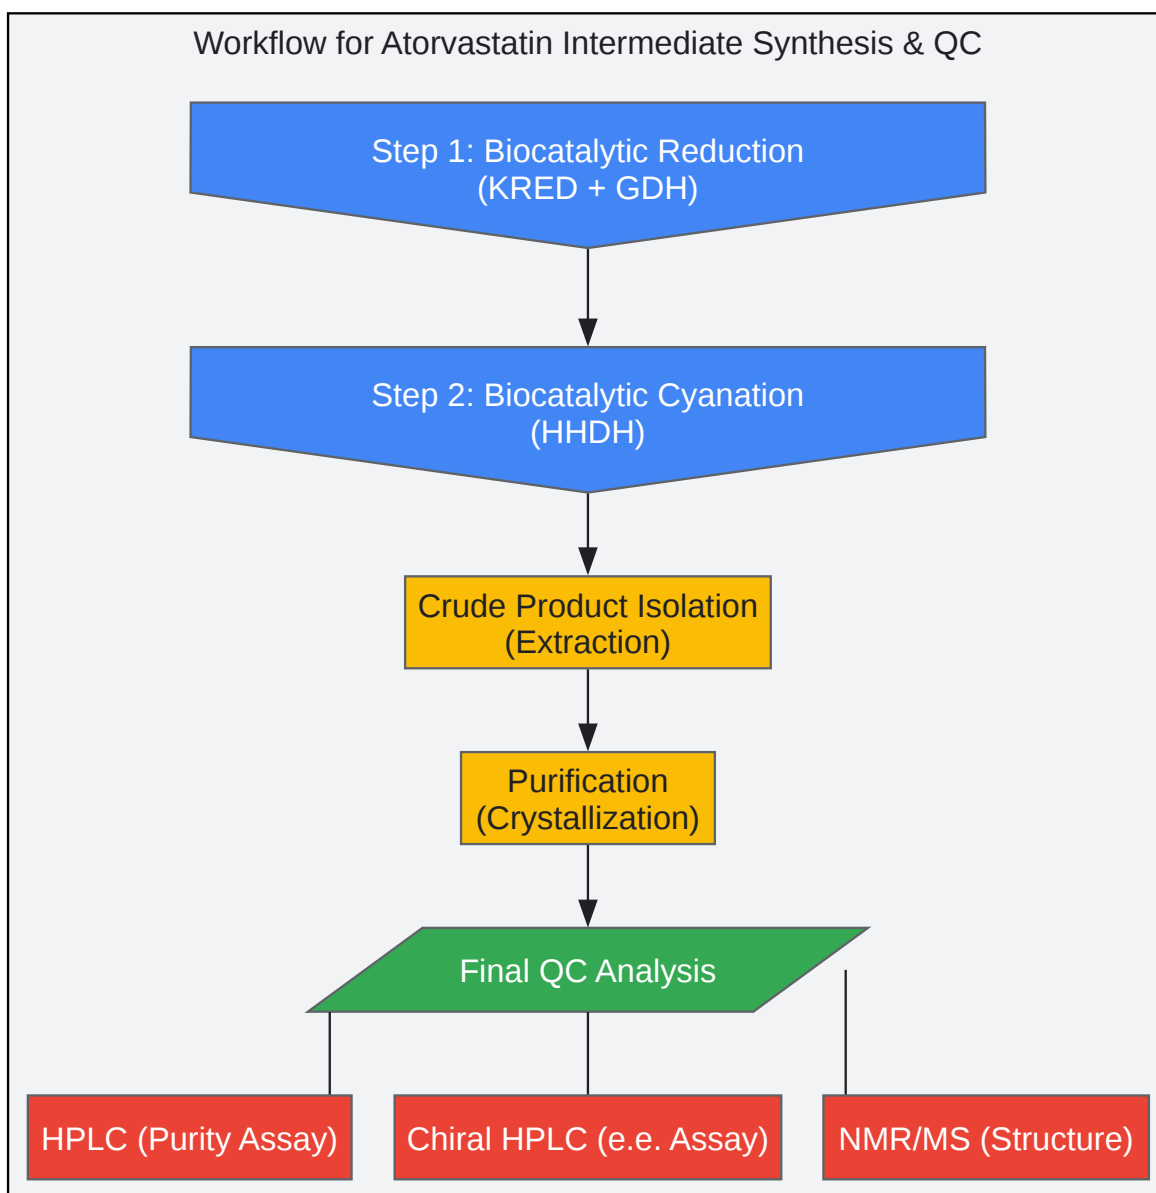 Workflow for Atorvastatin Intermediate Synthesis & QC
Step 1: Biocatalytic Reduction
(KRED + GDH)
Step 2: Biocatalytic Cyanation
(HHDH)
Crude Product Isolation
(Extraction)
Purification
(Crystallization)
Final QC Analysis
HPLC (Purity Assay)
Chiral HPLC (e.e. Assay)
NMR/MS (Structure)